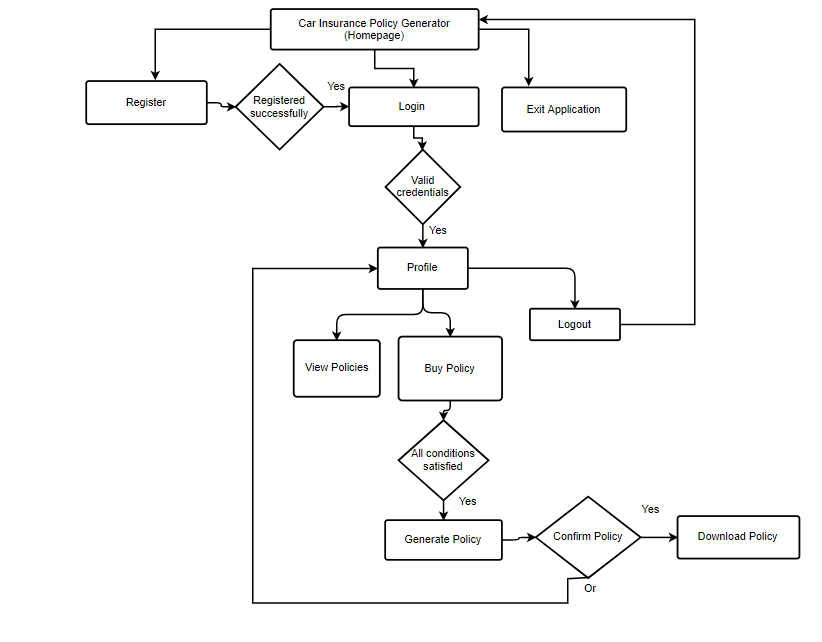 Car Insurance Policy Generator
(Homepage)
Register
Registered
successfully
Yes
Login
Exit Application
Valid
credentials
Yes
Profile
Logout
View Policies
Buy Policy
All conditions
satisfied
Yes
Generate Policy
Confirm Policy
Yes
Download Policy
Or